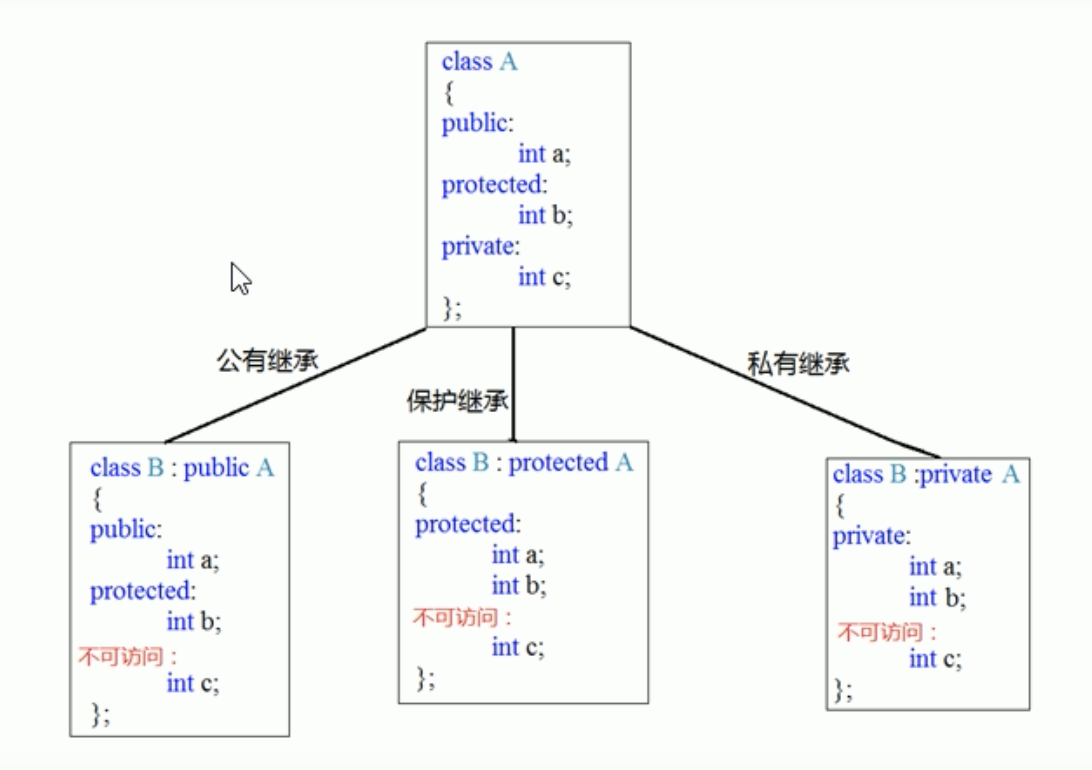 class A
{
public:
int a;
protected:
int b;
private:
int c;
};
公有继承
保护继承
私有继承
class B : public A
{
public:
int a;
protected:
int b;
不可访问：
int c;
};
class B : protected A
{
protected:
int a;
int b;
不可访问：
int c;
};
class B :private A
{
private:
int a;
int b;
不可访问：
int c;
};